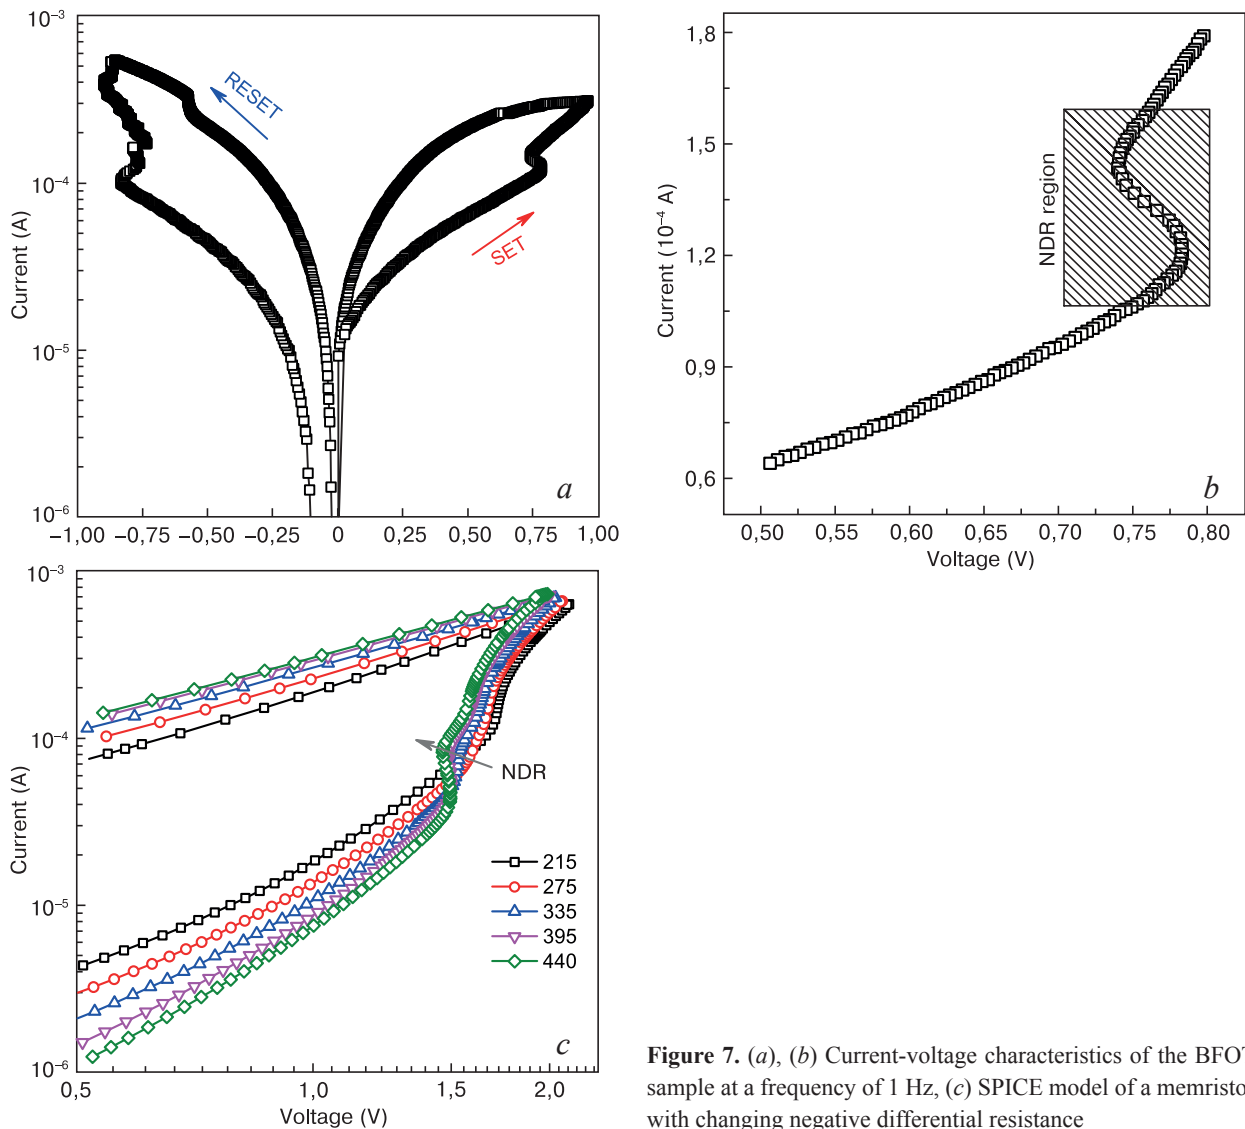 10⁻³
10⁻⁴
10⁻⁵
10⁻⁶
Current (A)
RESET
SET
a
−1,00 −0,75 −0,50 −0,25 0 0,25 0,50 0,75 1,00
1,8
1,5
1,2
0,9
0,6
Current (10⁻⁴ A)
NDR region
b
0,50 0,55 0,60 0,65 0,70 0,75 0,80
Voltage (V)
10⁻³
10⁻⁴
10⁻⁵
10⁻⁶
Current (A)
NDR
215
275
335
395
440
c
0,5 1,0 1,5 2,0
Voltage (V)
Figure 7. (a), (b) Current-voltage characteristics of the BFOT
sample at a frequency of 1 Hz, (c) SPICE model of a memristo
with changing negative differential resistance